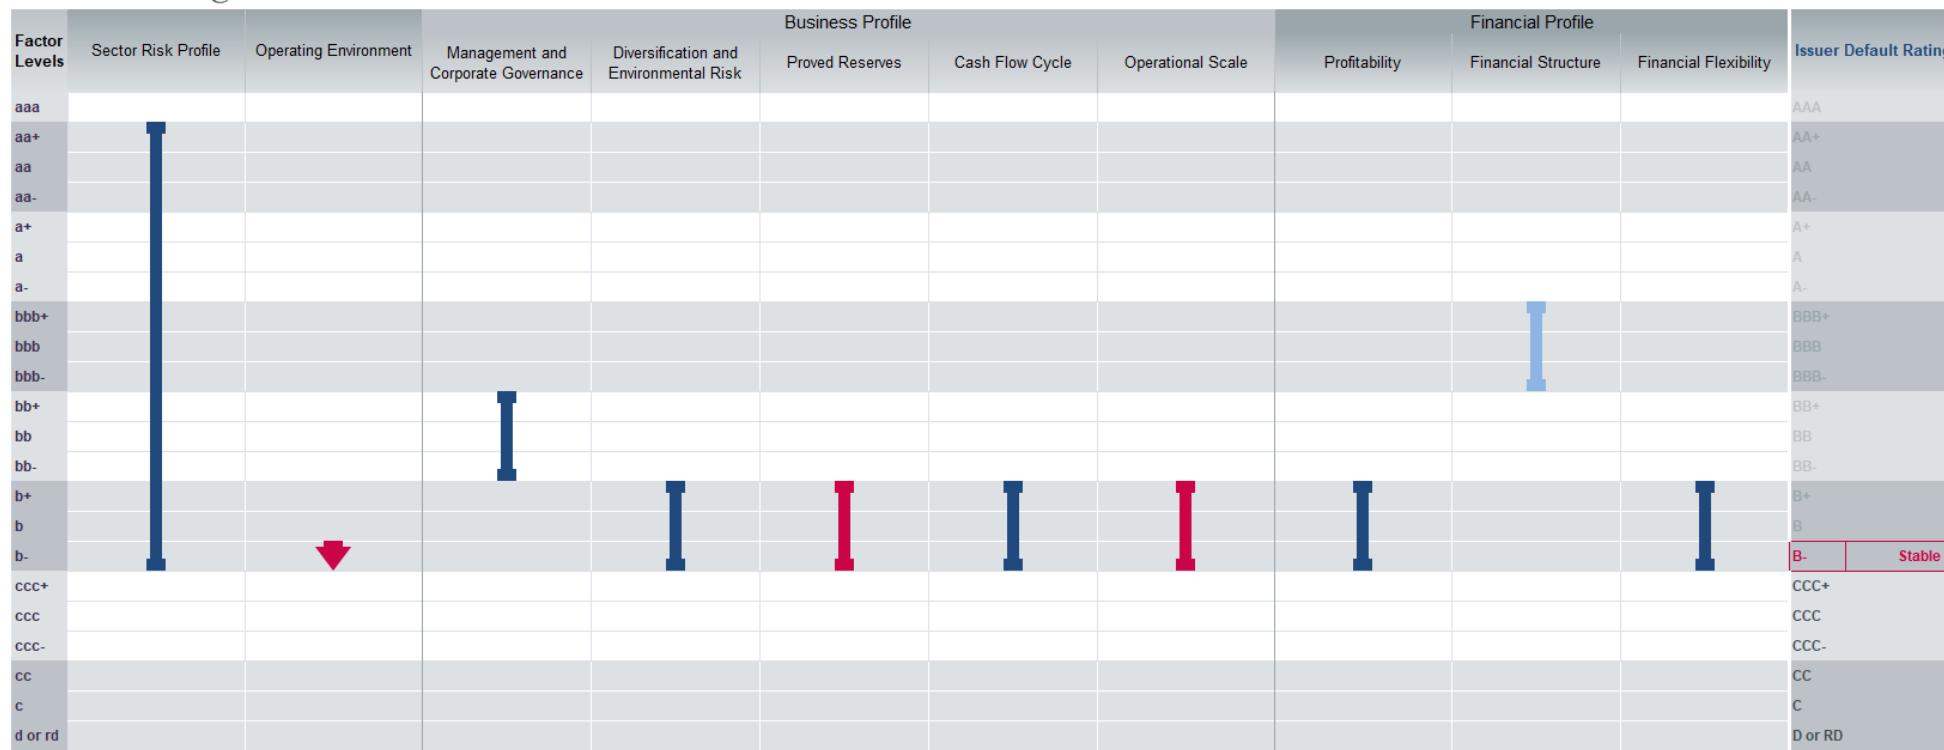 Factor
Levels
Sector Risk Profile
Operating Environment
Business Profile
Management and
Corporate Governance
Diversification and
Environmental Risk
Proved Reserves
Cash Flow Cycle
Operational Scale
Financial Profile
Profitability
Financial Structure
Financial Flexibility
Issuer Default Rating
aaa AAA
aa+ AA+
aa AA
aa- AA-
a+ A+
a A
a- A-
bbb+ BBB+
bbb BBB
bbb- BBB-
bb+ BB+
bb BB
bb- BB-
b+ B+
b B
b- B- Stable
ccc+ CCC+
ccc CCC
ccc- CCC-
cc CC
c C
d or rd D or RD